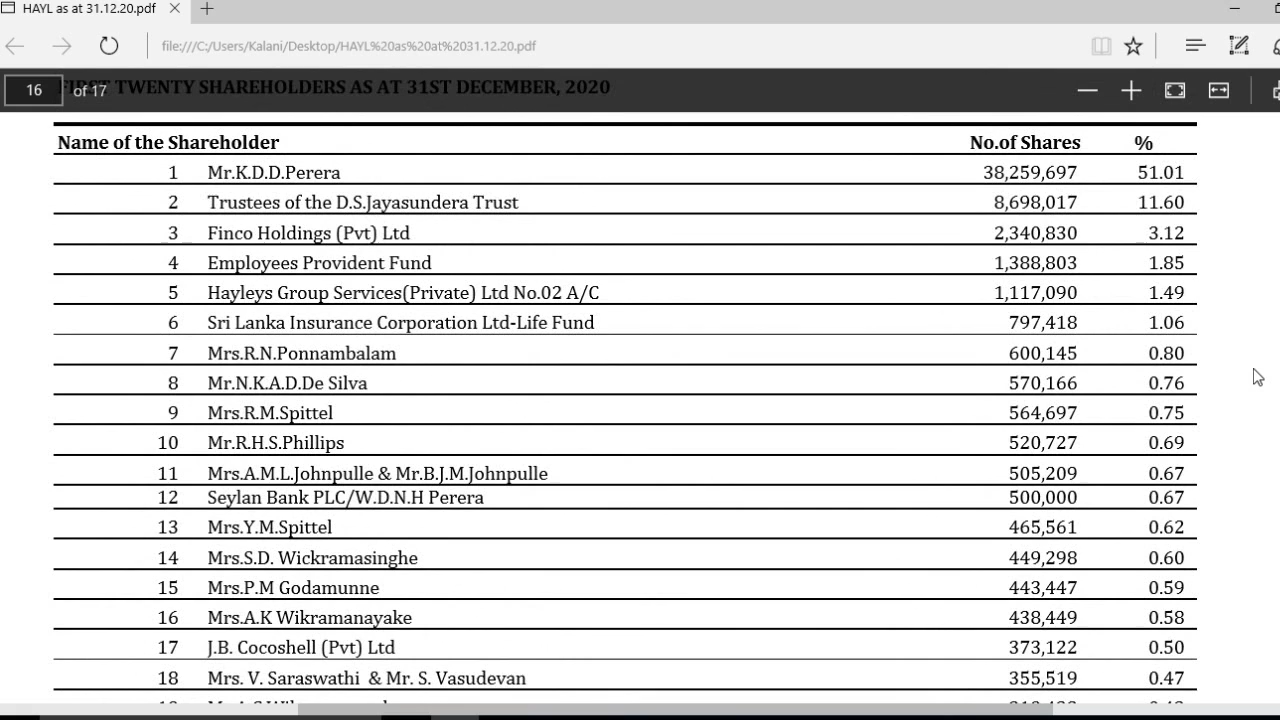 HAYL as at 31.12.20.pdf
file:///C:/Users/Kalani/Desktop/HAYL%20as%20at%2031.12.20.pdf
16 of 17
FIRST TWENTY SHAREHOLDERS AS AT 31ST DECEMBER, 2020
Name of the Shareholder No.of Shares %
1 Mr.K.D.D.Perera 38,259,697 51.01
2 Trustees of the D.S.Jayasundera Trust 8,698,017 11.60
3 Finco Holdings (Pvt) Ltd 2,340,830 3.12
4 Employees Provident Fund 1,388,803 1.85
5 Hayleys Group Services(Private) Ltd No.02 A/C 1,117,090 1.49
6 Sri Lanka Insurance Corporation Ltd-Life Fund 797,418 1.06
7 Mrs.R.N.Ponnambalam 600,145 0.80
8 Mr.N.K.A.D.De Silva 570,166 0.76
9 Mrs.R.M.Spittel 564,697 0.75
10 Mr.R.H.S.Phillips 520,727 0.69
11 Mrs.A.M.L.Johnpulle & Mr.B.J.M.Johnpulle 505,209 0.67
12 Seylan Bank PLC/W.D.N.H Perera 500,000 0.67
13 Mrs.Y.M.Spittel 465,561 0.62
14 Mrs.S.D. Wickramasinghe 449,298 0.60
15 Mrs.P.M Godamunne 443,447 0.59
16 Mrs.A.K Wikramanayake 438,449 0.58
17 J.B. Cocoshell (Pvt) Ltd 373,122 0.50
18 Mrs. V. Saraswathi & Mr. S. Vasudevan 355,519 0.47